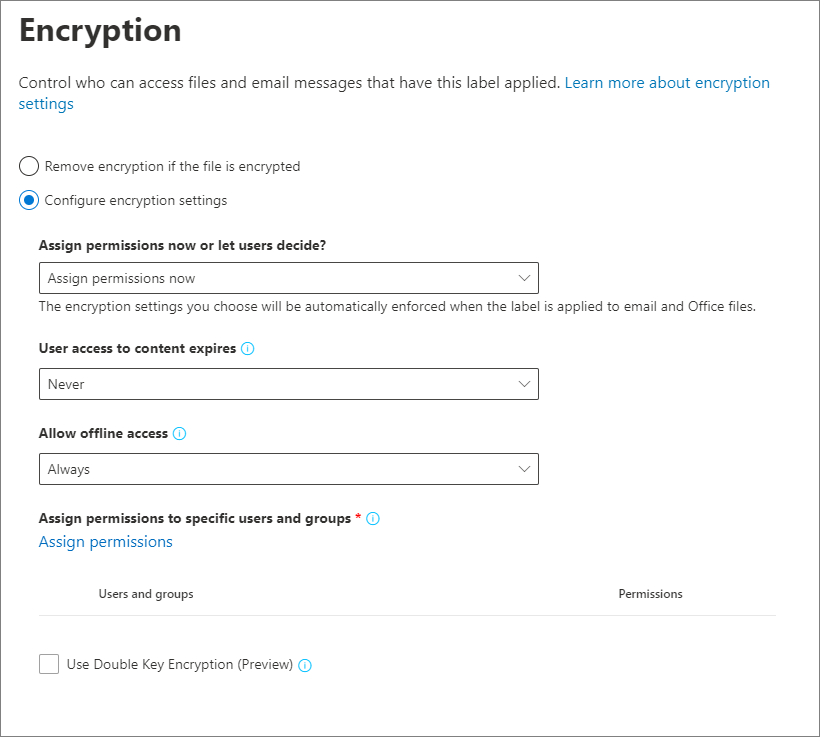 Encryption
Control who can access files and email messages that have this label applied. Learn more about encryption
settings
Remove encryption if the file is encrypted
Configure encryption settings
Assign permissions now or let users decide?
Assign permissions now
The encryption settings you choose will be automatically enforced when the label is applied to email and Office files.
User access to content expires
Never
Allow offline access
Always
Assign permissions to specific users and groups *
Assign permissions
Users and groups Permissions
Use Double Key Encryption (Preview)